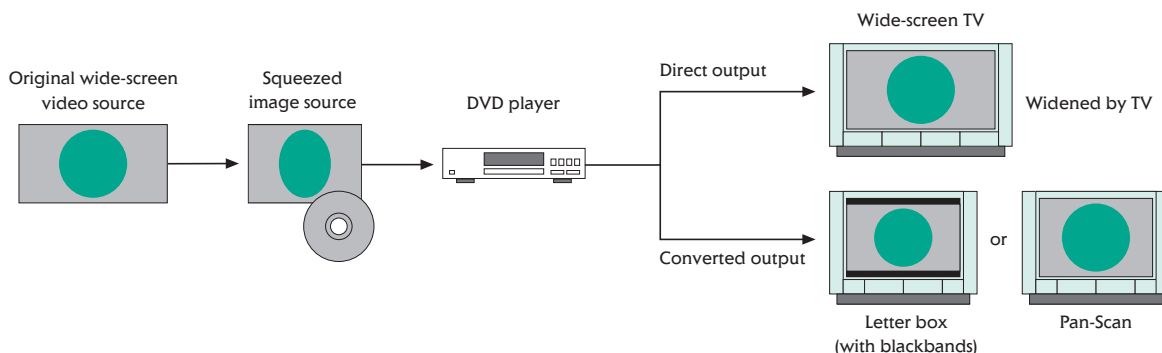 Original wide-screen
video source
Squeezed
image source
DVD player
Direct output
Wide-screen TV
Widened by TV
Converted output
or
Letter box
(with blackbands)
Pan-Scan